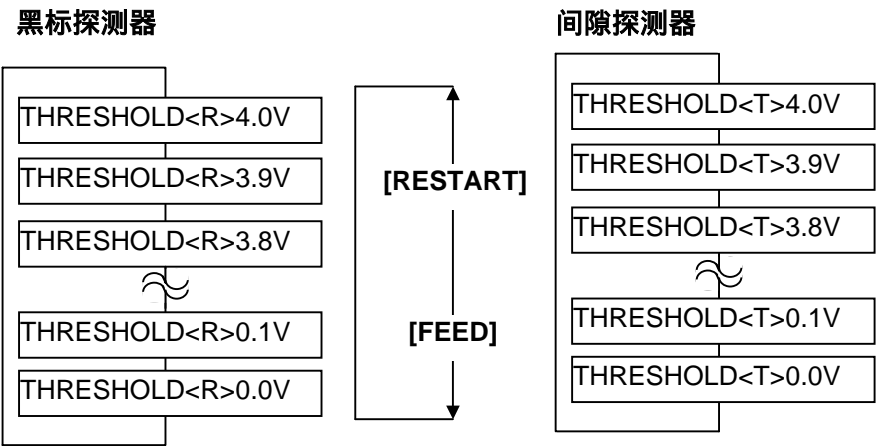 黑标探测器
THRESHOLD<R>4.0V
THRESHOLD<R>3.9V
THRESHOLD<R>3.8V
THRESHOLD<R>0.1V
THRESHOLD<R>0.0V
[RESTART]
[FEED]
间隙探测器
THRESHOLD<T>4.0V
THRESHOLD<T>3.9V
THRESHOLD<T>3.8V
THRESHOLD<T>0.1V
THRESHOLD<T>0.0V